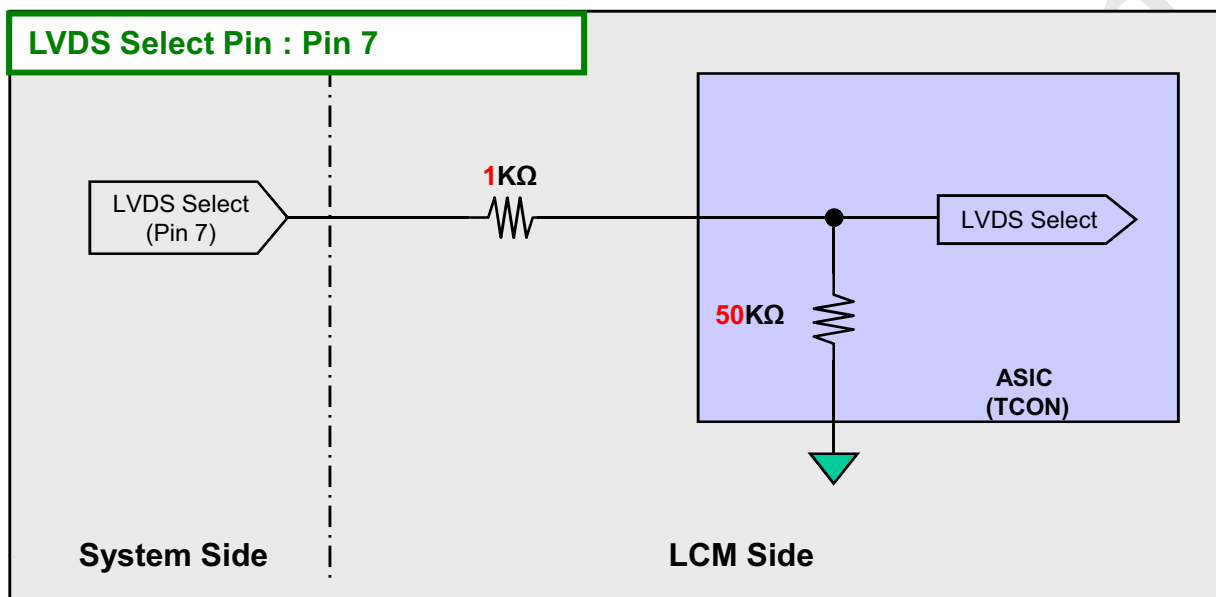 LVDS Select Pin : Pin 7
1KΩ
LVDS Select
(Pin 7)
LVDS Select
50KΩ
ASIC
(TCON)
System Side
LCM Side